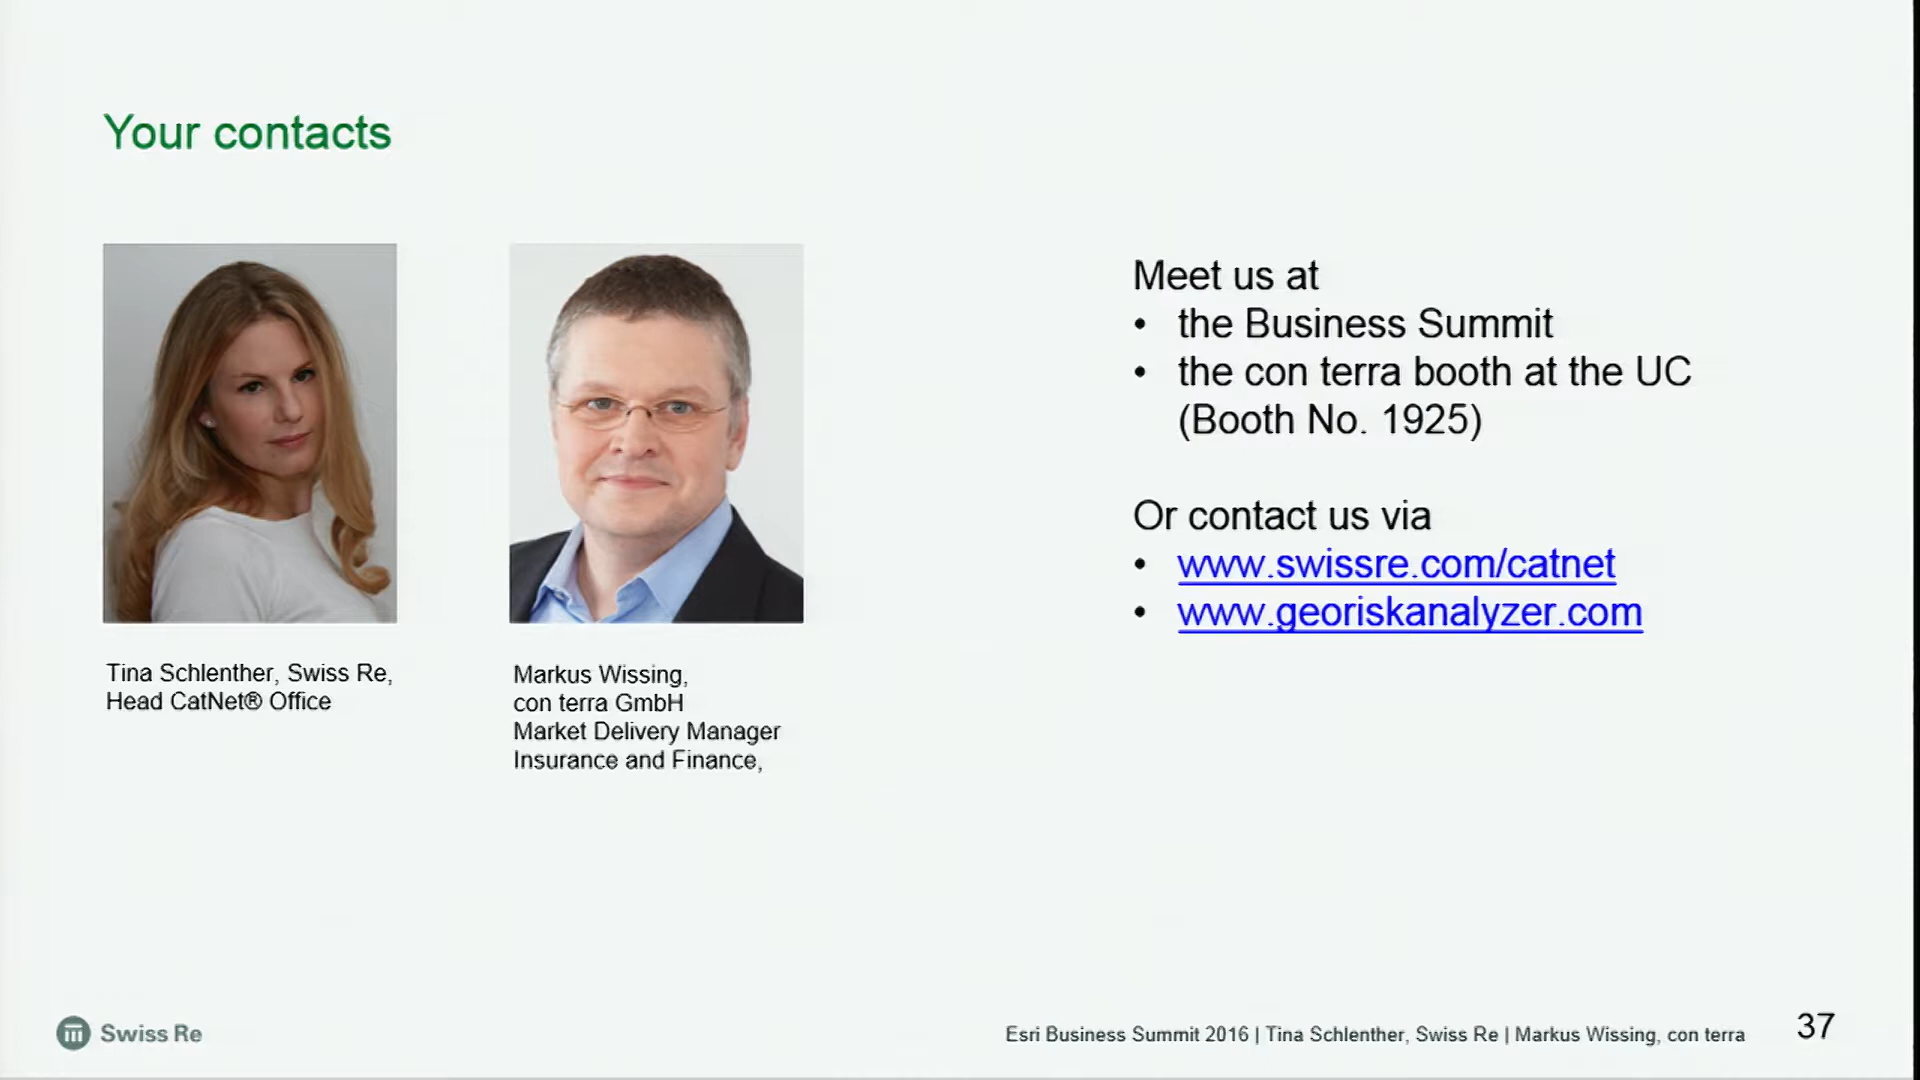 Your contacts
Tina Schlenther, Swiss Re,
Head CatNet® Office
Markus Wissing,
con terra GmbH
Market Delivery Manager
Insurance and Finance,
Meet us at
• the Business Summit
• the con terra booth at the UC
(Booth No. 1925)
Or contact us via
• www.swissre.com/catnet
• www.georiskanalyzer.com
Swiss Re
Esri Business Summit 2016 | Tina Schlenther, Swiss Re | Markus Wissing, con terra
37